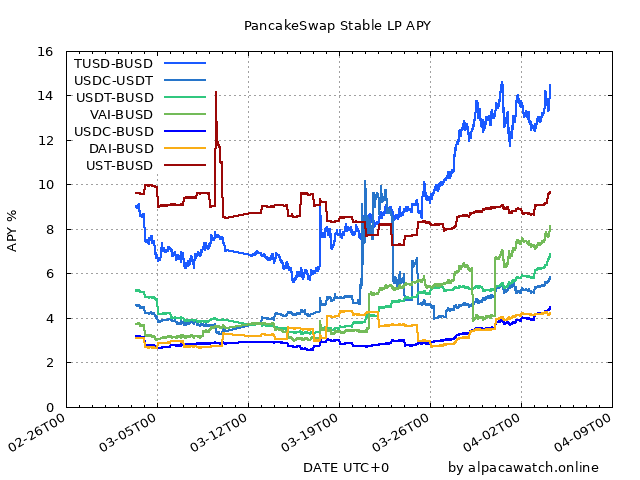 PancakeSwap Stable LP APY
16
14
12
10
8
6
4
2
0
APY %
TUSD-BUSD
USDC-USDT
USDT-BUSD
VAI-BUSD
USDC-BUSD
DAI-BUSD
UST-BUSD
02-26T00
03-05T00
03-12T00
03-19T00
03-26T00
04-02T00
04-09T00
DATE UTC+0
by alpacawatch.online